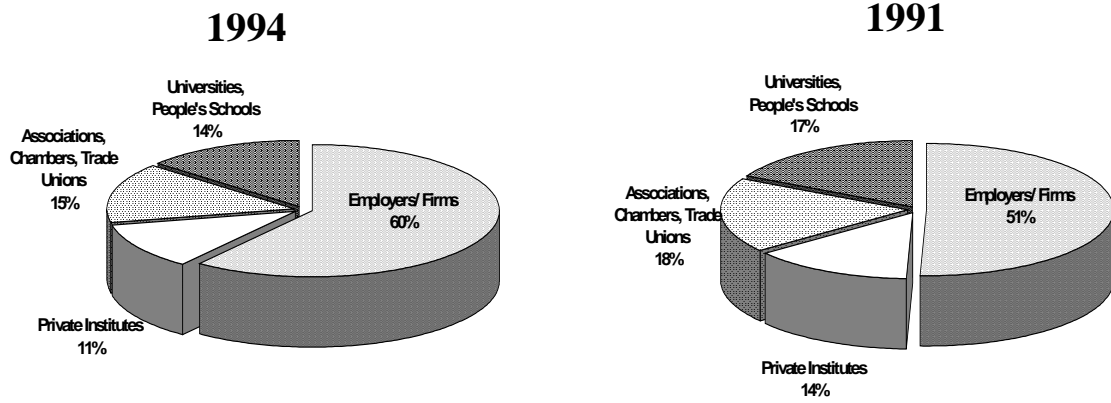 1994
Universities,
People's Schools
14%
Associations,
Chambers, Trade
Unions
15%
Employers/ Firms
60%
Private Institutes
11%
1991
Universities,
People's Schools
17%
Associations,
Chambers, Trade
Unions
18%
Employers/ Firms
51%
Private Institutes
14%